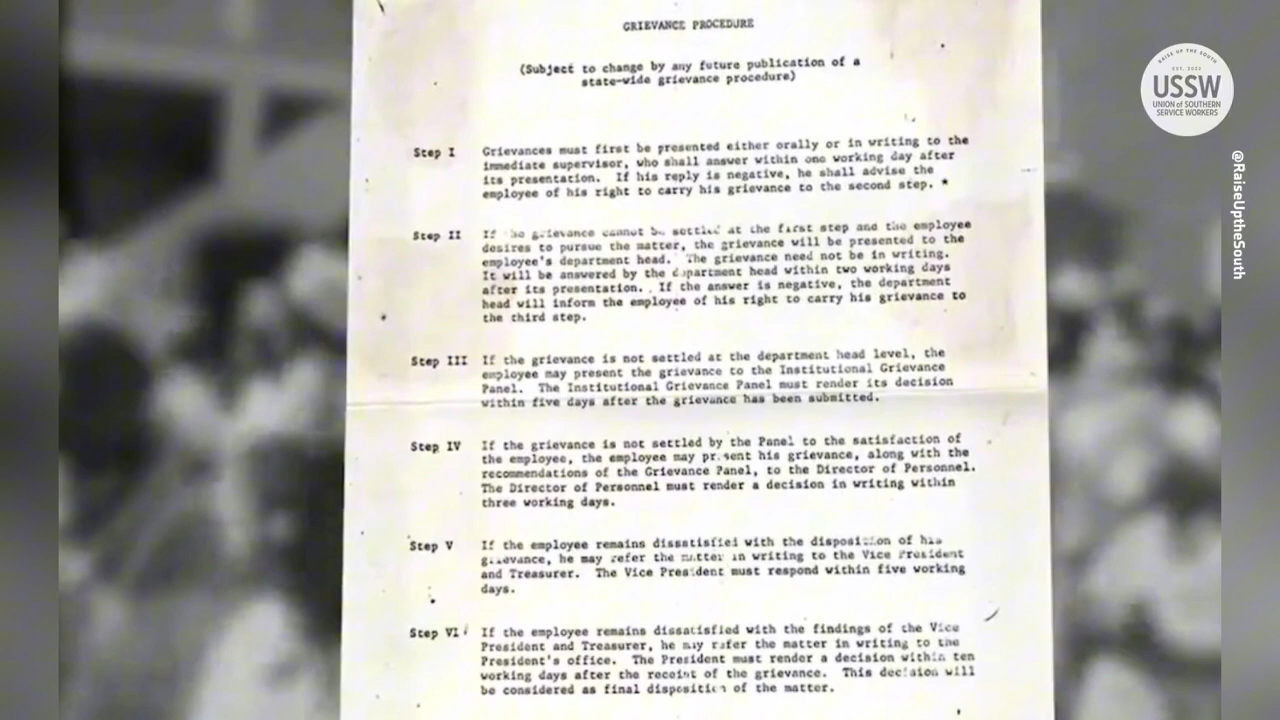 GRIEVANCE PROCEDURE
(Subject to change by any future publication of a
state-wide grievance procedure)
Step I Grievances must first be presented either orally or in writing to the
immediate supervisor, who shall answer within one working day after
its presentation. If his reply is negative, he shall advise the
employee of his right to carry his grievance to the second step. *
Step II If the grievance cannot be settled at the first step and the employee
desires to pursue the matter, the grievance will be presented to the
employee's department head. The grievance need not be in writing.
It will be answered by the department head within two working days
after its presentation. If the answer is negative, the department
head will inform the employee of his right to carry his grievance to
the third step.
Step III If the grievance is not settled at the department head level, the
employee may present the grievance to the Institutional Grievance
Panel. The Institutional Grievance Panel must render its decision
within five days after the grievance has been submitted.
Step IV If the grievance is not settled by the Panel to the satisfaction of
the employee, the employee may present his grievance, along with the
recommendations of the Grievance Panel, to the Director of Personnel.
The Director of Personnel must render a decision in writing within
three working days.
Step V If the employee remains dissatisfied with the disposition of his
grievance, he may refer the matter in writing to the Vice President
and Treasurer. The Vice President must respond within five working
days.
Step VI If the employee remains dissatisfied with the findings of the Vice
President and Treasurer, he may refer the matter in writing to the
President's office. The President must render a decision within ten
working days after the receipt of the grievance. This decision will
be considered as final disposition of the matter.
RAISE UP THE SOUTH
EST. 2022
USSW
UNION of SOUTHERN
SERVICE WORKERS
@RaiseUptheSouth